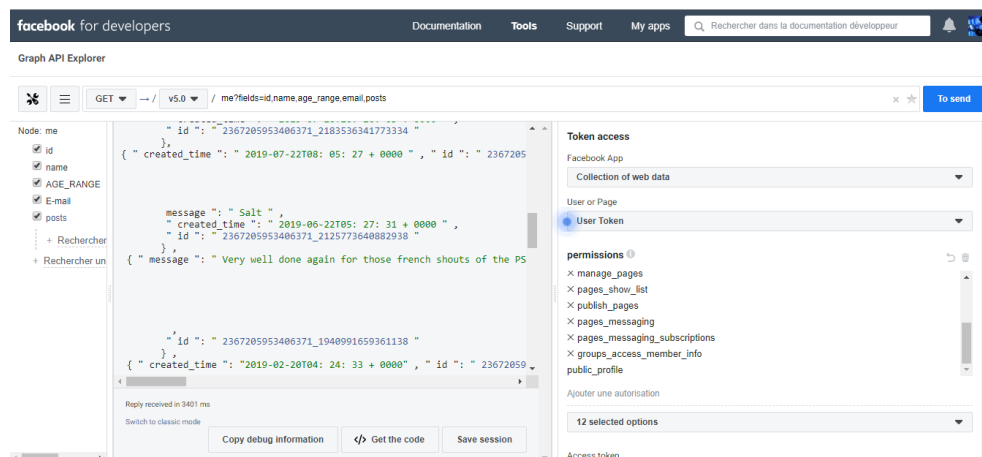 facebook for developers
Documentation
Tools
Support
My apps
Rechercher dans la documentation développeur
Graph API Explorer
GET
→ /
v5.0
/ me?fields=id,name,age_range,email,posts
To send
Node: me
id
name
AGE_RANGE
E-mail
posts
+ Rechercher
+ Rechercher un
" id ": " 2367205953406371_2183536341773334 "
},
{ " created_time ": " 2019-07-22T08: 05: 27 + 0000 " , " id ": " 2367205
message ": " Salt " ,
" created_time ": " 2019-06-22T05: 27: 31 + 0000 " ,
" id ": " 2367205953406371_2125773640882938 "
} ,
{ " message ": " Very well done again for those french shouts of the PS
,
" id ": " 2367205953406371_1940991659361138 "
} ,
{ " created_time ": "2019-02-20T04: 24: 33 + 0000" , " id ": " 23672059
Reply received in 3401 ms
Switch to classic mode
Copy debug information
</> Get the code
Save session
Token access
Facebook App
Collection of web data
User or Page
User Token
permissions
× manage_pages
× pages_show_list
× publish_pages
× pages_messaging
× pages_messaging_subscriptions
× groups_access_member_info
public_profile
Ajouter une autorisation
12 selected options
Access token